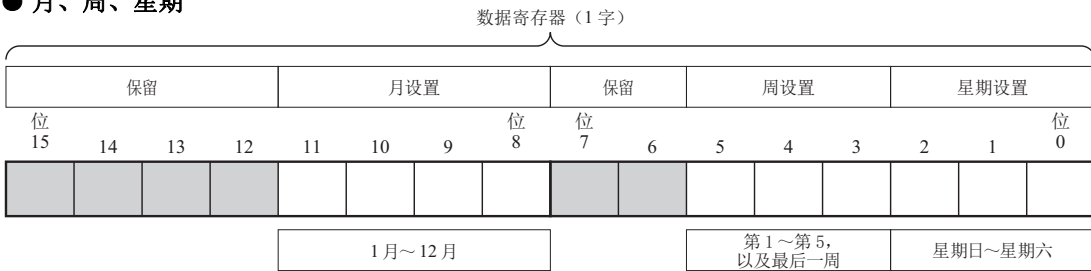 ● 月、周、星期
数据寄存器（1 字）
保留 月设置 保留 周设置 星期设置
位 位 位 位
15 14 13 12 11 10 9 8 7 6 5 4 3 2 1 0
1 月～ 12 月
第 1 ～第 5，
以及最后一周
星期日～星期六